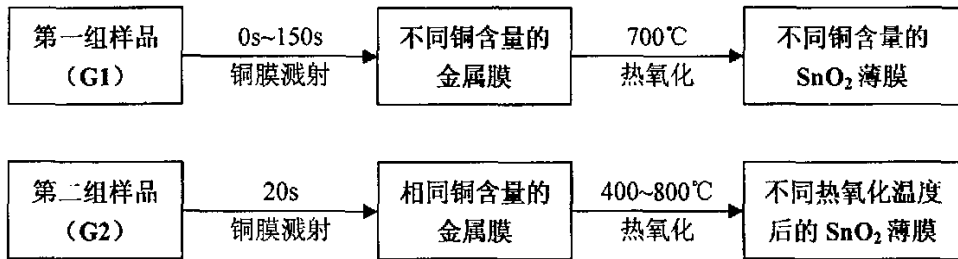 第一组样品
（G1）
0s~150s
铜膜溅射
不同铜含量的
金属膜
700℃
热氧化
不同铜含量的
SnO₂ 薄膜
第二组样品
（G2）
20s
铜膜溅射
相同铜含量的
金属膜
400~800℃
热氧化
不同热氧化温度
后的 SnO₂ 薄膜